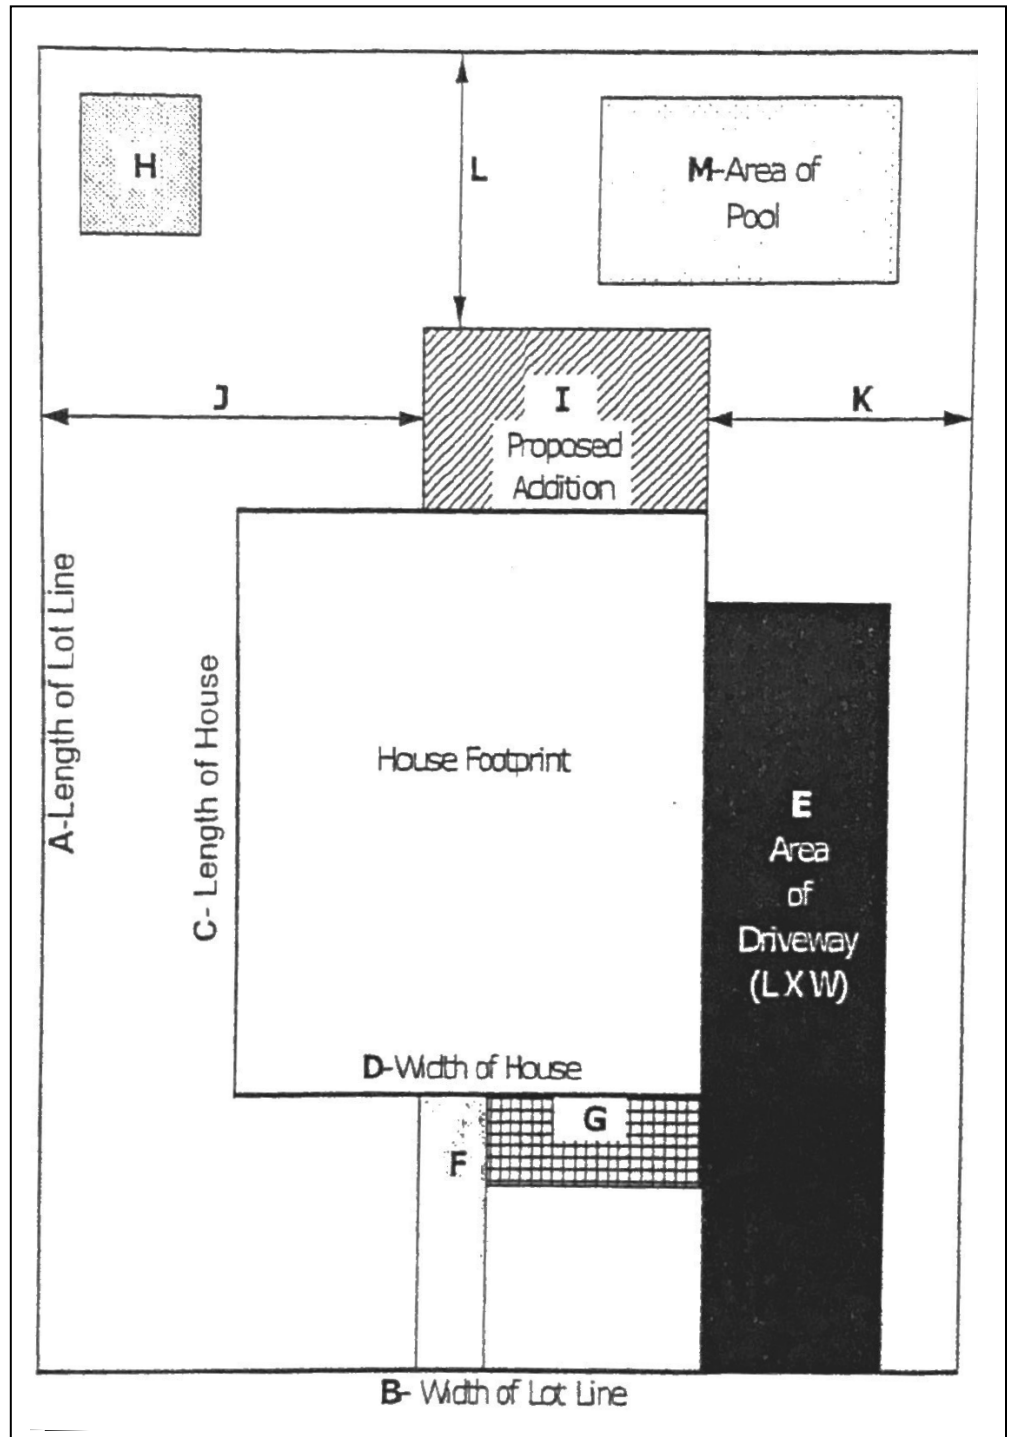 H
L
M-Area of
Pool
J
I
K
Proposed
Addition
A-Length of Lot Line
C- Length of House
House Footprint
E
Area
of
Driveway
(L X W)
D-Width of House
G
F
B- Width of Lot Line